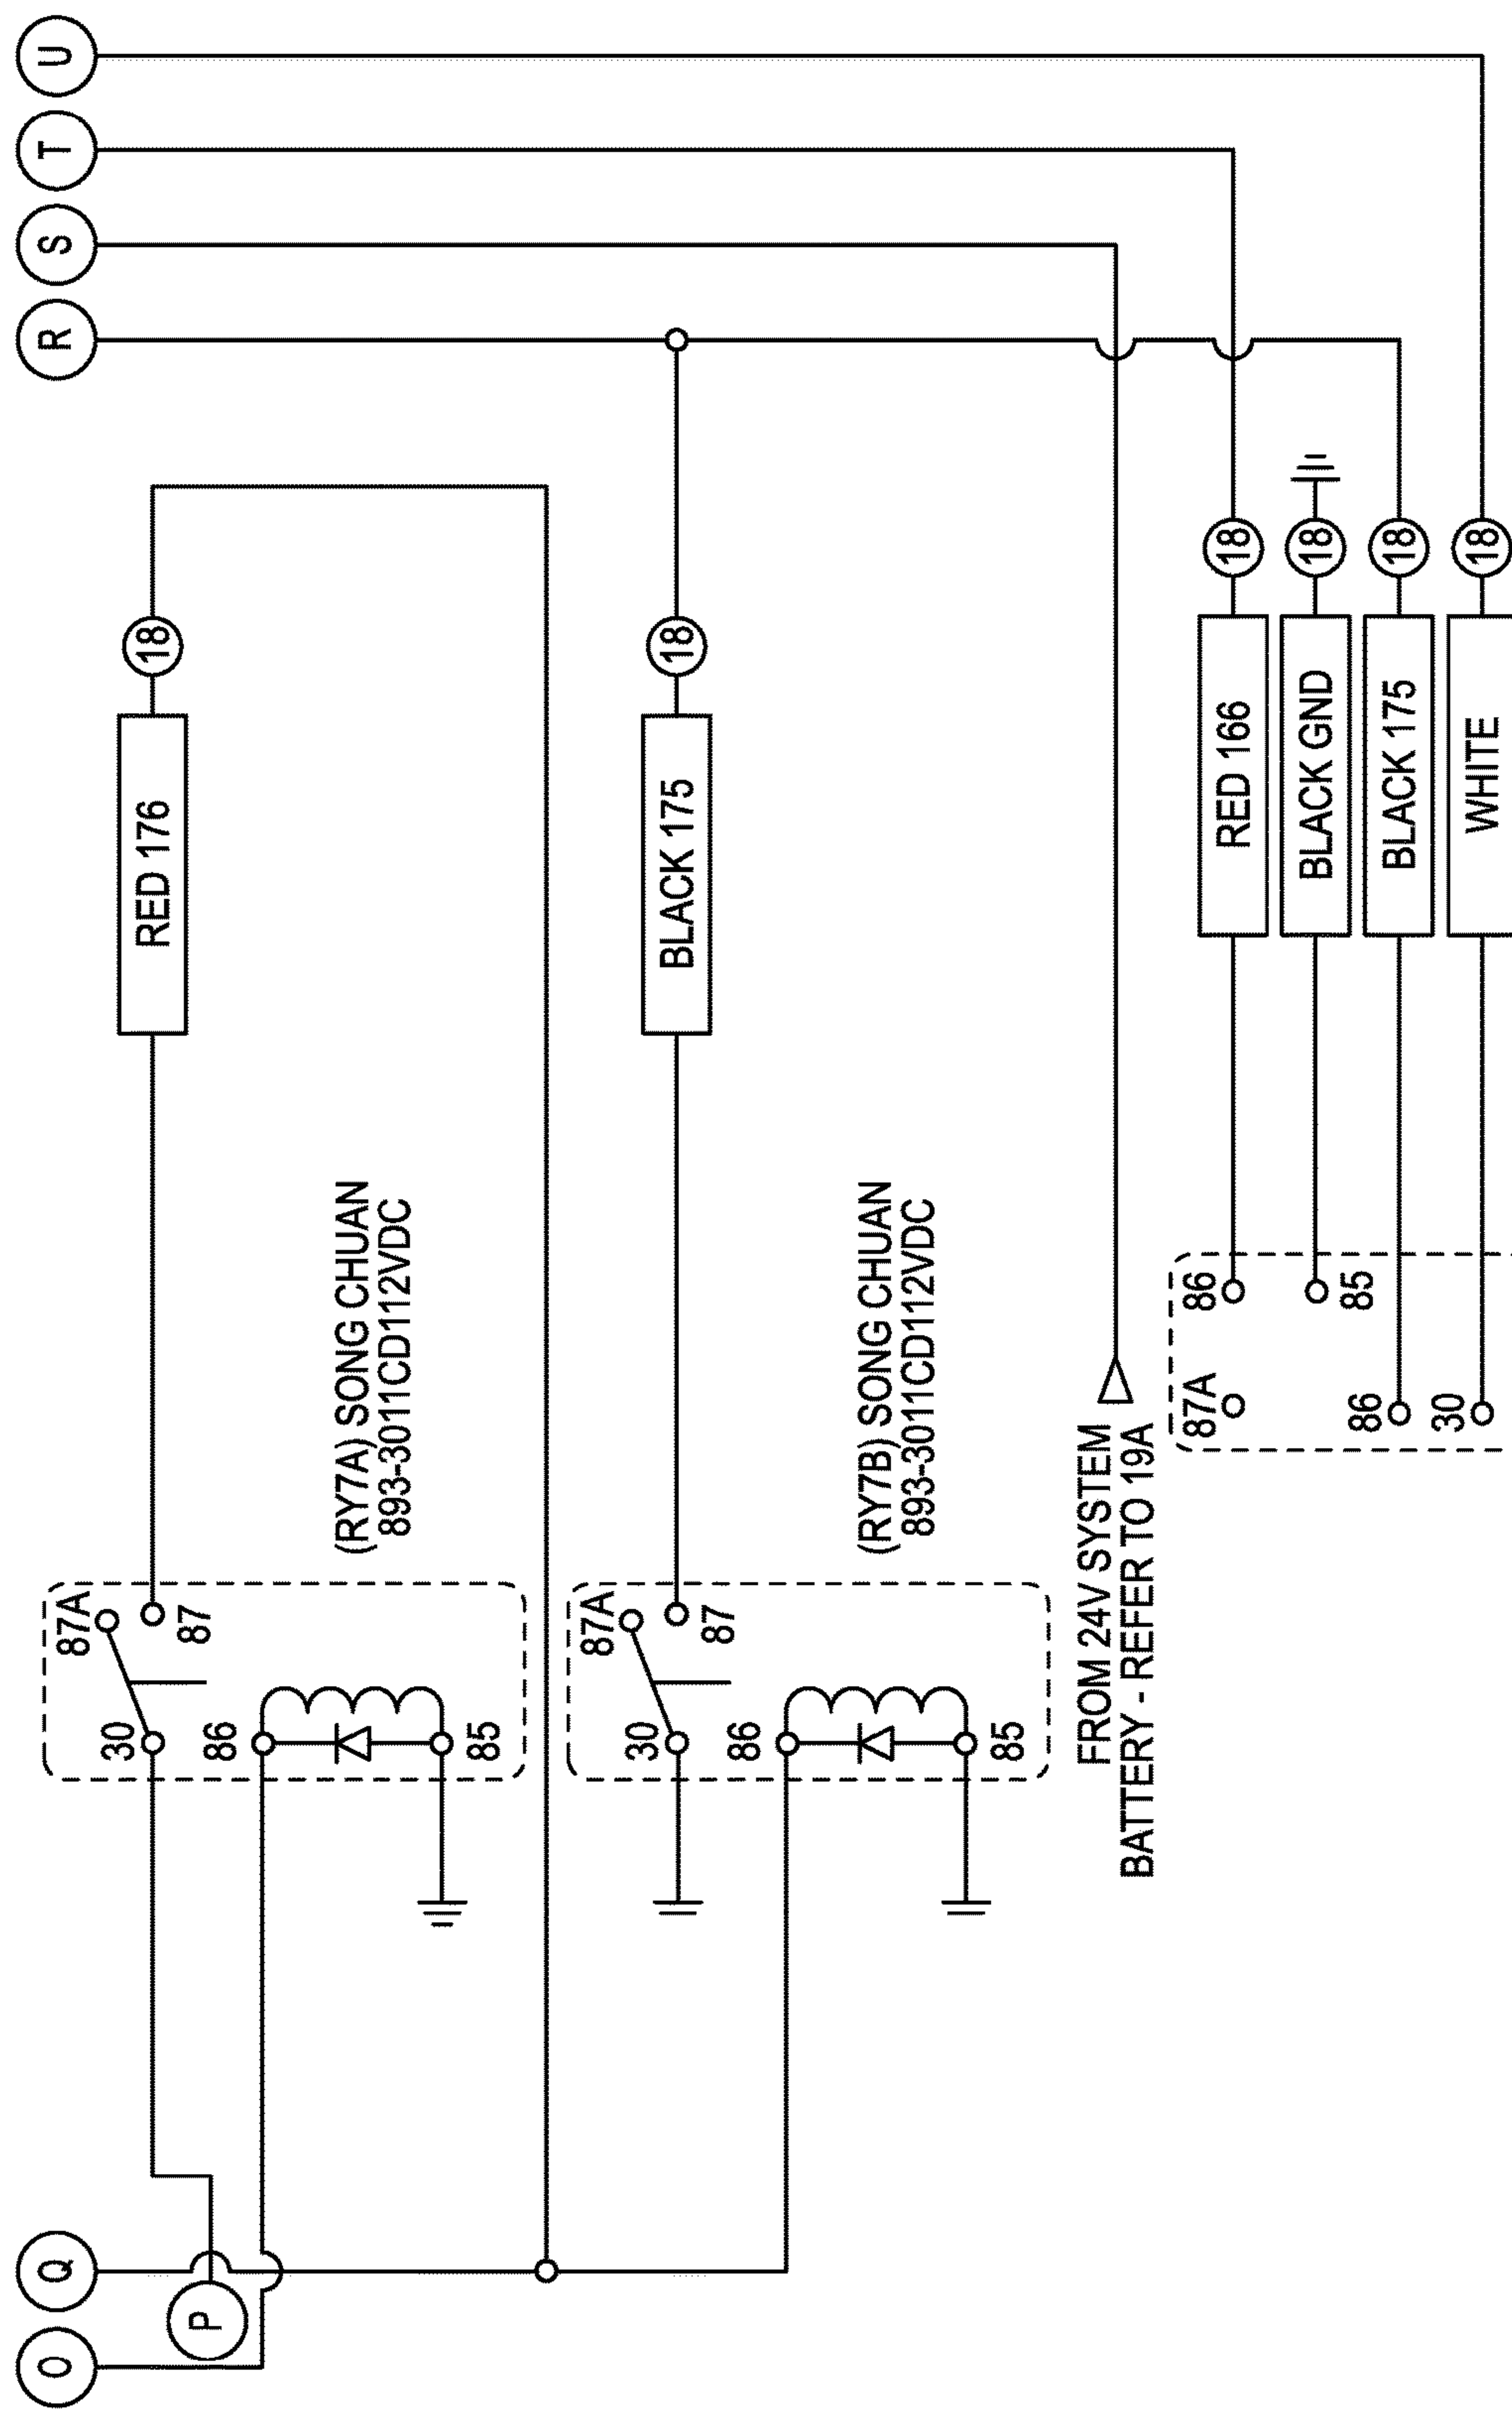 O
Q
R
S
T
U
P
87A
30
87
RED 176
18
86
(RY7A) SONG CHUAN
893-3011CD112VDC
85
87A
30
87
BLACK 175
18
86
(RY7B) SONG CHUAN
893-3011CD112VDC
85
FROM 24V SYSTEM
BATTERY - REFER TO 19A
87A
86
RED 166
18
BLACK GND
18
85
86
BLACK 175
18
30
WHITE
18